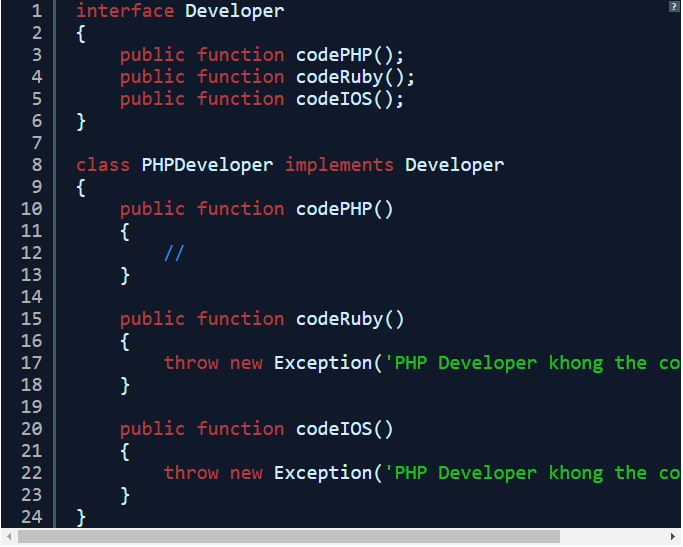 ?
1 interface Developer
2 {
3     public function codePHP();
4     public function codeRuby();
5     public function codeIOS();
6 }
7
8 class PHPDeveloper implements Developer
9 {
10     public function codePHP()
11     {
12         //
13     }
14
15     public function codeRuby()
16     {
17         throw new Exception('PHP Developer khong the co
18     }
19
20     public function codeIOS()
21     {
22         throw new Exception('PHP Developer khong the co
23     }
24 }